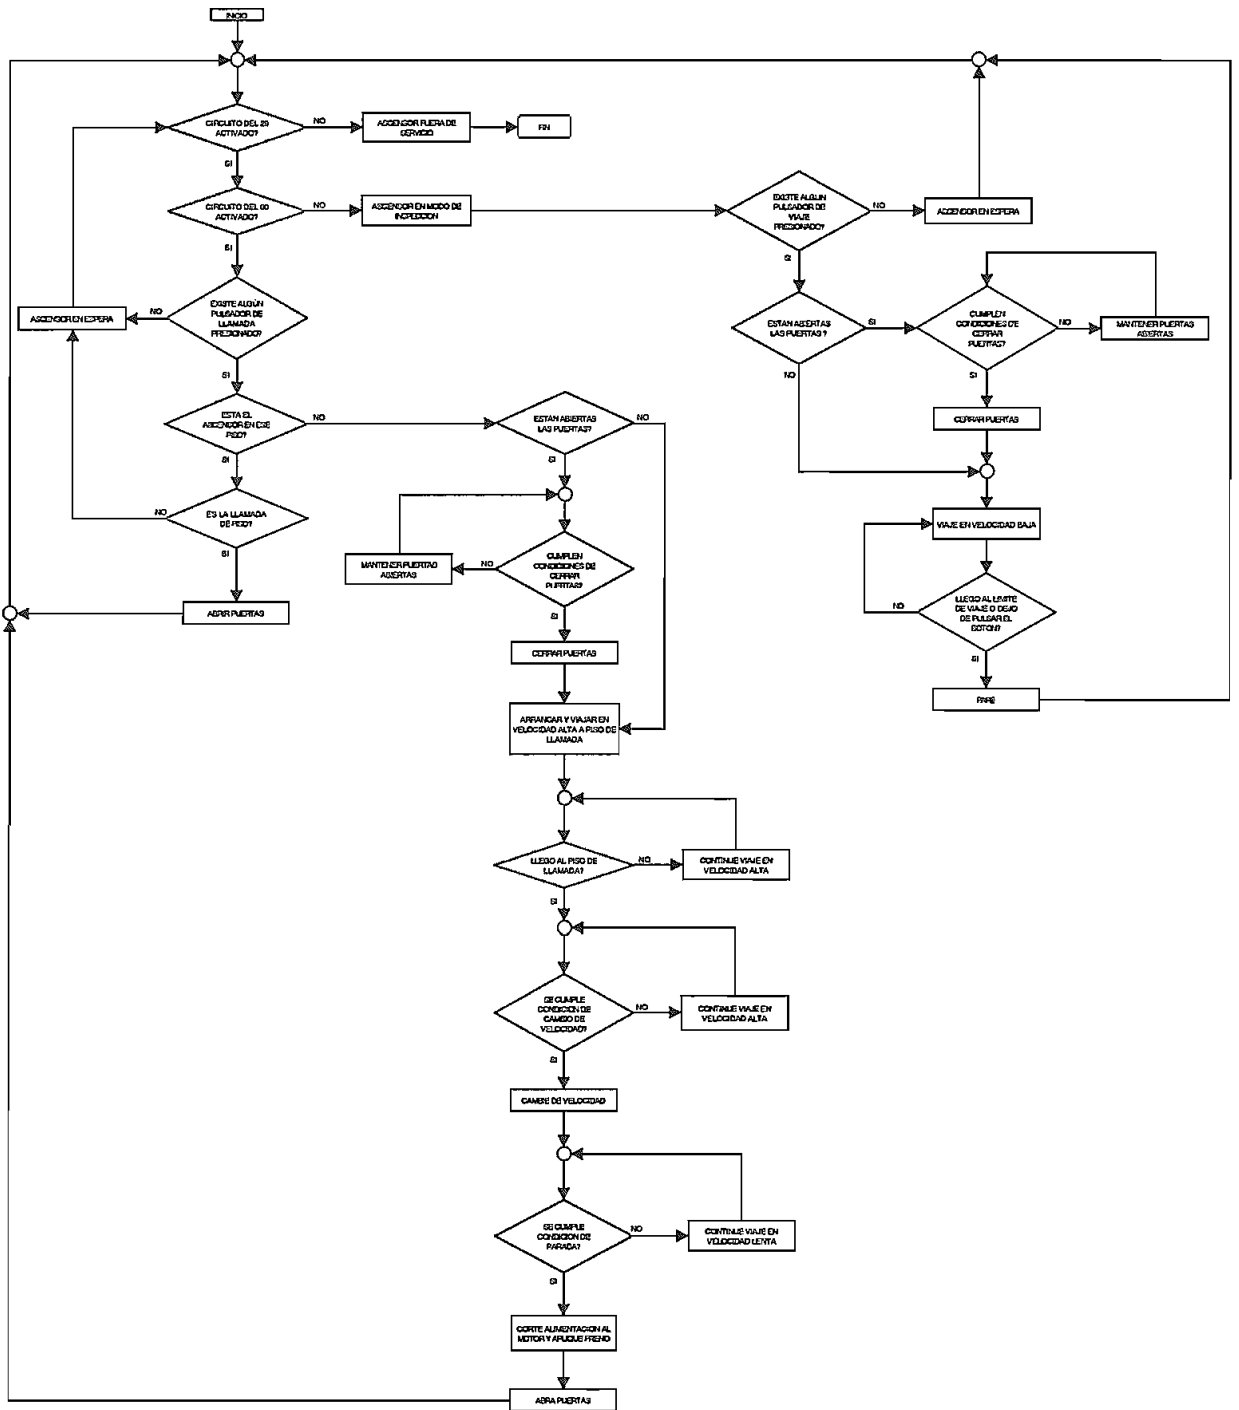 INICIO
CIRCUITO DEL 29
ACTIVADO?
NO
ASCENSOR FUERA DE
SERVICIO
FIN
SI
CIRCUITO DEL 60
ACTIVADO?
NO
ASCENSOR EN MODO DE
INSPECCION
EXISTE ALGUN
PULSADOR DE
VIAJE
PRESIONADO?
NO
ASCENSOR EN ESPERA
SI
SI
EXISTE ALGÚN
PULSADOR DE
LLAMADA
PRESIONADO?
NO
ASCENSOR EN ESPERA
ESTAN ABIERTAS
LAS PUERTAS ?
SI
CUMPLEN
CONDICIONES DE
CERRAR
PUERTAS?
NO
MANTENER PUERTAS
ABIERTAS
NO
SI
SI
ESTA EL
ASCENSOR EN ESE
PISO?
NO
ESTAN ABIERTAS
LAS PUERTAS?
NO
CERRAR PUERTAS
SI
SI
ES LA LLAMADA
DE PISO?
NO
VIAJE EN VELOCIDAD BAJA
SI
MANTENER PUERTAS
ABIERTAS
NO
CUMPLEN
CONDICIONES DE
CERRAR
PUERTAS?
LLEGO AL LIMITE
DE VIAJE O DEJO
DE PULSAR EL
BOTON?
NO
ABRIR PUERTAS
SI
SI
CERRAR PUERTAS
PARE
ARRANCAR Y VIAJAR EN
VELOCIDAD ALTA A PISO DE
LLAMADA
LLEGO AL PISO DE
LLAMADA?
NO
CONTINUE VIAJE EN
VELOCIDAD ALTA
SI
SE CUMPLE
CONDICION DE
CAMBIO DE
VELOCIDAD?
NO
CONTINUE VIAJE EN
VELOCIDAD ALTA
SI
CAMBIE DE VELOCIDAD
SE CUMPLE
CONDICION DE
PARADA?
NO
CONTINUE VIAJE EN
VELOCIDAD LENTA
SI
CORTE ALIMENTACION AL
MOTOR Y APLIQUE FRENO
ABRA PUERTAS